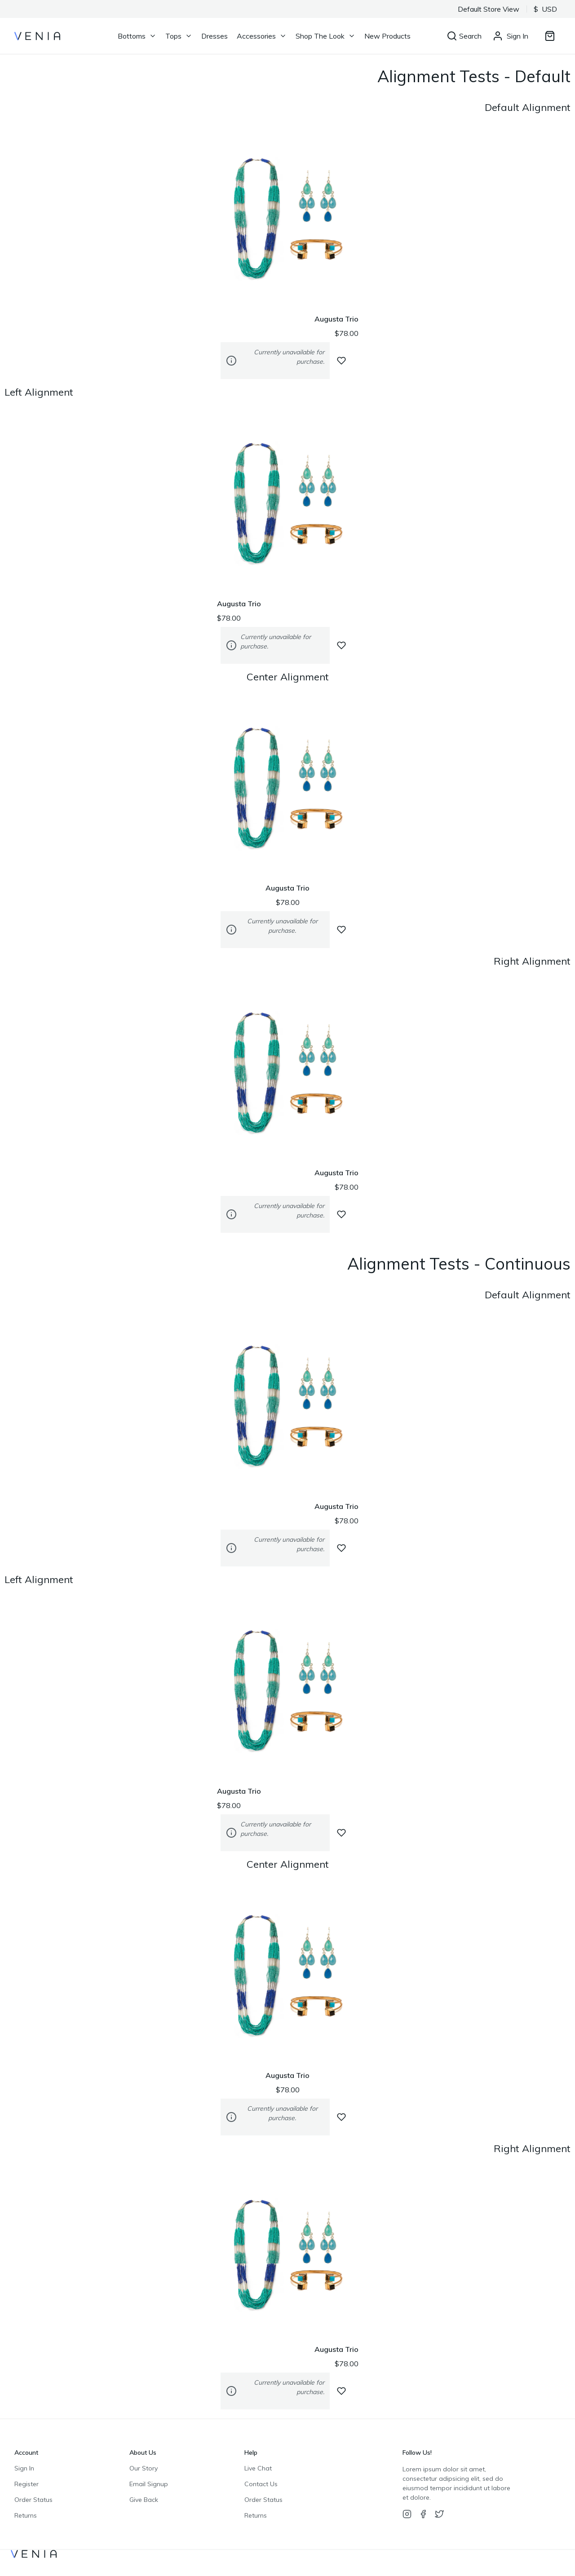 Default Store View $ USD
VENIA Bottoms Tops Dresses Accessories Shop The Look New Products Search Sign In
Alignment Tests - Default
Default Alignment
Augusta Trio
$78.00
Currently unavailable for
purchase.
Left Alignment
Augusta Trio
$78.00
Currently unavailable for
purchase.
Center Alignment
Augusta Trio
$78.00
Currently unavailable for
purchase.
Right Alignment
Augusta Trio
$78.00
Currently unavailable for
purchase.
Alignment Tests - Continuous
Default Alignment
Augusta Trio
$78.00
Currently unavailable for
purchase.
Left Alignment
Augusta Trio
$78.00
Currently unavailable for
purchase.
Center Alignment
Augusta Trio
$78.00
Currently unavailable for
purchase.
Right Alignment
Augusta Trio
$78.00
Currently unavailable for
purchase.
Account
Sign In
Register
Order Status
Returns
About Us
Our Story
Email Signup
Give Back
Help
Live Chat
Contact Us
Order Status
Returns
Follow Us!
Lorem ipsum dolor sit amet,
consectetur adipsicing elit, sed do
eiusmod tempor incididunt ut labore
et dolore.
VENIA